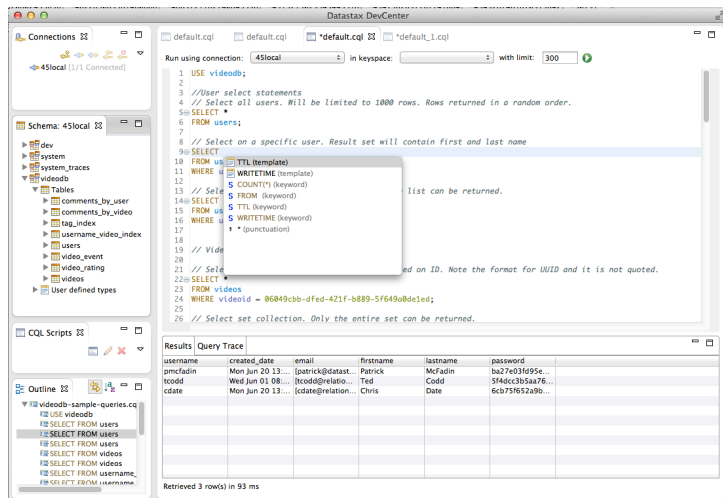 Datastax DevCenter
Connections
45local [1/1 Connected]
Schema: 45local
dev
system
system_traces
videodb
Tables
comments_by_user
comments_by_video
tag_index
username_video_index
users
video_event
video_rating
videos
User defined types
CQL Scripts
Outline
videodb-sample-queries.cq
USE videodb
SELECT FROM users
SELECT FROM users
SELECT FROM users
SELECT FROM videos
SELECT FROM videos
SELECT FROM username_
SELECT FROM username
default.cql default.cql *default.cql *default_1.cql
Run using connection: 45local in keyspace: with limit: 300
1 USE videodb;
2
3 //User select statements
4 // Select all users. Will be limited to 1000 rows. Rows returned in a random order.
5 SELECT *
6 FROM users;
7
8 // Select on a specific user. Result set will contain first and last name
9 SELECT
10 FROM us
11 WHERE u
12
13 // Sele list can be returned.
14 SELECT
15 FROM us
16 WHERE u
17
18
19 // Vide
20
21 // Sele ed on ID. Note the format for UUID and it is not quoted.
22 SELECT *
23 FROM videos
24 WHERE videoid = 06049cbb-dfed-421f-b889-5f649a0de1ed;
25
26 // Select set collection. Only the entire set can be returned.
TTL (template)
WRITETIME (template)
S COUNT(*) (keyword)
S FROM (keyword)
S TTL (keyword)
S WRITETIME (keyword)
* (punctuation)
Results Query Trace
username created_date email firstname lastname password
pmcfadin Mon Jun 20 13:... [patrick@datast... Patrick McFadin ba27e03fd95e...
tcodd Wed Jun 01 08:... [tcodd@relatio... Ted Codd 5f4dcc3b5aa76...
cdate Mon Jun 20 13:... [cdate@relation... Chris Date 6cb75f652a9b...
Retrieved 3 row(s) in 93 ms